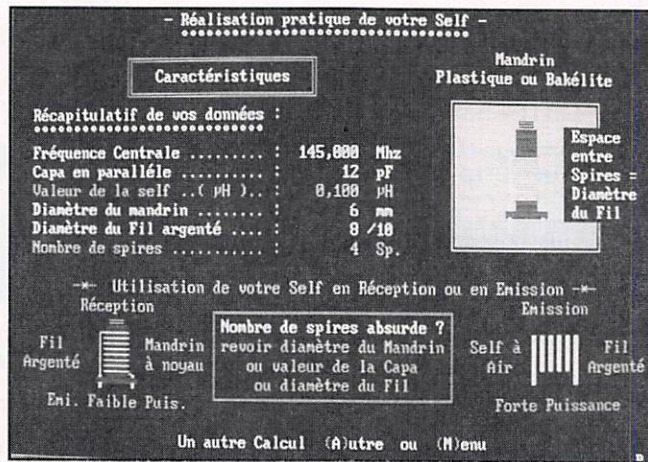 - Réalisation pratique de votre Self -
Caractéristiques
Mandrin
Plastique ou Bakélite
Récapitulatif de vos données :
Fréquence Centrale ......... : 145,000 Mhz
Capa en paralléle .......... : 12 pF
Valeur de la self ..( µH ).. : 0,100 µH
Diamètre du mandrin ........ : 6 mm
Diamètre du Fil argenté .... : 8 /10
Nombre de spires ........... : 4 Sp.
Espace
entre
Spires =
Diamètre
du Fil
-*- Utilisation de votre Self en Réception ou en Emission -*-
Réception
Fil
Argenté
Mandrin
à noyau
Emi. Faible Puis.
Nombre de spires absurde ?
revoir diamètre du Mandrin
ou valeur de la Capa
ou diamètre du Fil
Emission
Self à
Air
Fil
Argenté
Forte Puissance
Un autre Calcul (A)utre ou (M)enu